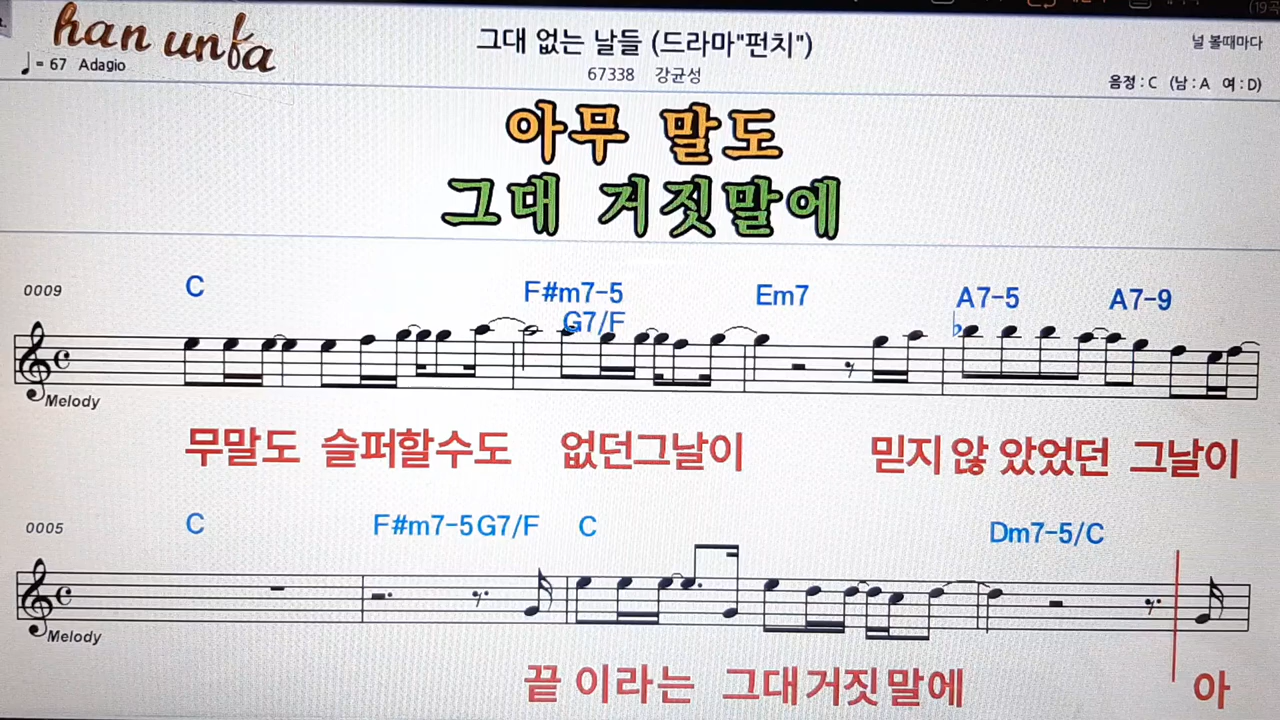 han unfa
그대 없는 날들 (드라마"펀치")
널 볼때마다
♩= 67 Adagio
67338 강균성
음정 : C (남 : A 여 : D)
아무 말도
그대 거짓말에
0009
C F#m7-5 G7/F Em7 A7-5 A7-9
Melody
무말도 슬퍼할수도 없던그날이 믿지 않 았었던 그날이
0005
C F#m7-5 G7/F C Dm7-5/C
Melody
끝 이라는 그대거짓말에 아